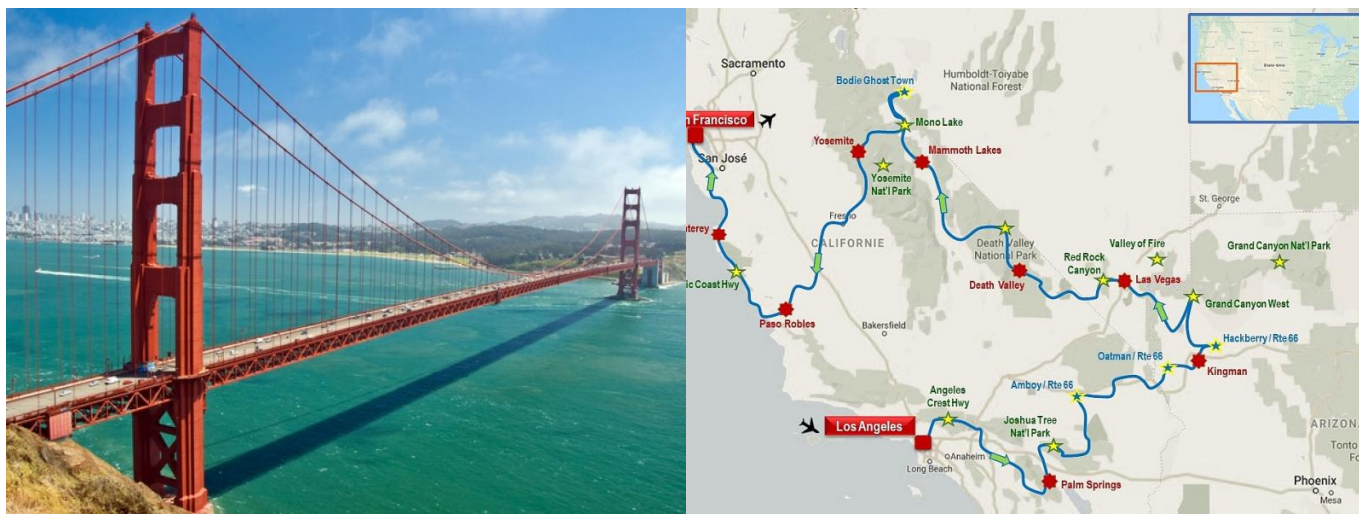 Sacramento
Bodie Ghost Town
Humboldt-Toiyabe
National Forest
n Francisco
Mono Lake
Yosemite
Mammoth Lakes
San José
Yosemite
Nat'l Park
Fresno
St. George
nterey
CALIFORNIE
Death Valley
National Park
Valley of Fire
Grand Canyon Nat'l Park
Red Rock
Canyon
Las Vegas
ic Coast Hwy
Death Valley
Grand Canyon West
Paso Robles
Bakersfield
Hackberry / Rte 66
Oatman / Rte 66
Kingman
Amboy / Rte 66
Angeles
Crest Hwy
Los Angeles
Joshua Tree
Nat'l Park
ARIZONA
Tonto
Fo
Anaheim
Long Beach
Palm Springs
Phoenix
Mesa